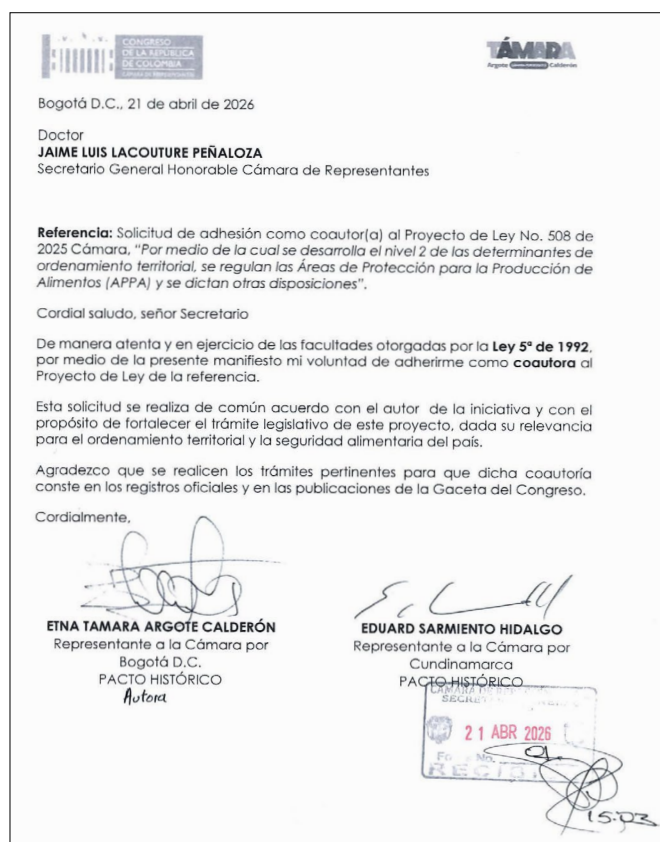 CONGRESO
DE LA REPÚBLICA
DE COLOMBIA
CÁMARA DE REPRESENTANTES
TÁMARA
Argote Calderón
Bogotá D.C., 21 de abril de 2026
Doctor
JAIME LUIS LACOUTURE PEÑALOZA
Secretario General Honorable Cámara de Representantes
Referencia: Solicitud de adhesión como coautor(a) al Proyecto de Ley No. 508 de
2025 Cámara, "Por medio de la cual se desarrolla el nivel 2 de las determinantes de
ordenamiento territorial, se regulan las Áreas de Protección para la Producción de
Alimentos (APPA) y se dictan otras disposiciones".
Cordial saludo, señor Secretario
De manera atenta y en ejercicio de las facultades otorgadas por la Ley 5ª de 1992,
por medio de la presente manifiesto mi voluntad de adherirme como coautora al
Proyecto de Ley de la referencia.
Esta solicitud se realiza de común acuerdo con el autor de la iniciativa y con el
propósito de fortalecer el trámite legislativo de este proyecto, dada su relevancia
para el ordenamiento territorial y la seguridad alimentaria del país.
Agradezco que se realicen los trámites pertinentes para que dicha coautoría
conste en los registros oficiales y en las publicaciones de la Gaceta del Congreso.
Cordialmente,
ETNA TAMARA ARGOTE CALDERÓN
Representante a la Cámara por
Bogotá D.C.
PACTO HISTÓRICO
Autora
EDUARD SARMIENTO HIDALGO
Representante a la Cámara por
Cundinamarca
PACTO HISTÓRICO
21 ABR 2026
RECIBI
15:03